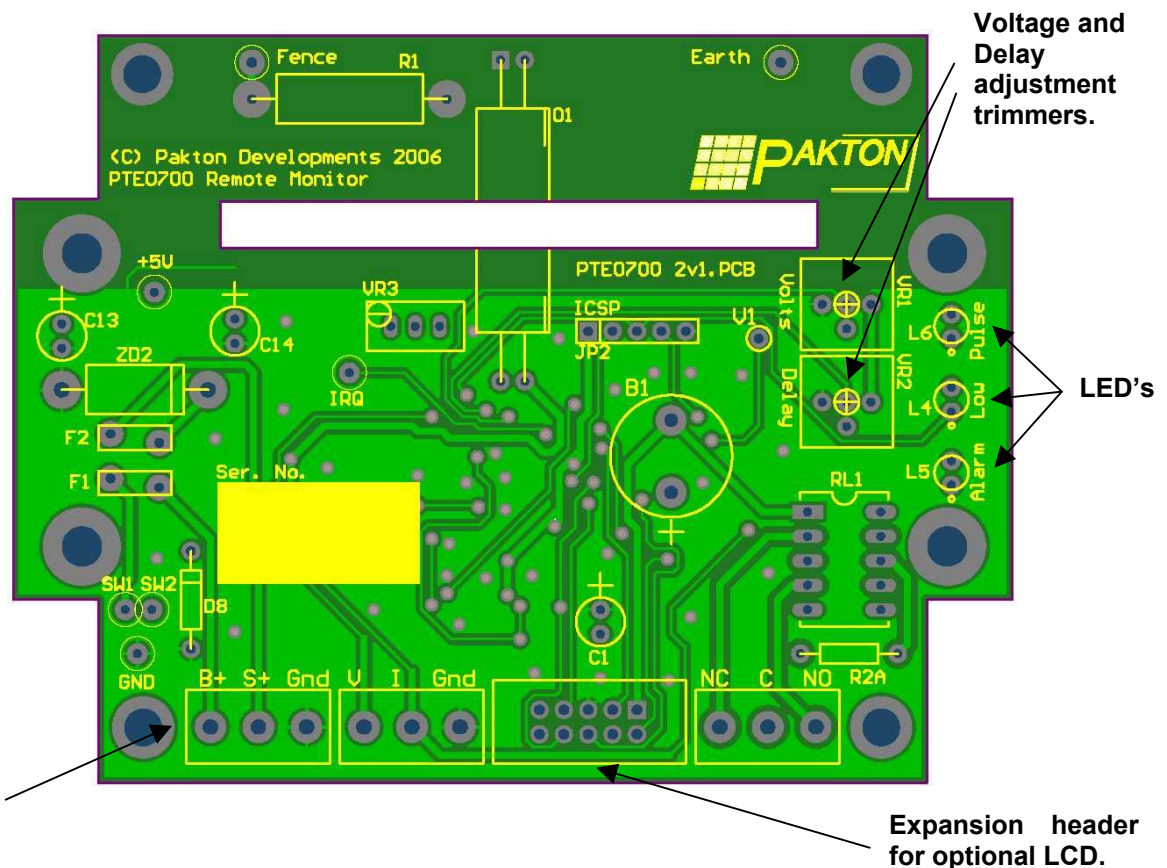 Voltage and
Delay
adjustment
trimmers.
Fence
R1
Earth
O1
(C) Pakton Developments 2006
PTE0700 Remote Monitor
PAKTON
+5V
PTE0700 2v1.PCB
Volts
VR1
C13
C14
VR3
ICSP
JP2
V1
L6
Pulse
ZD2
IRQ
B1
Delay
VR2
L4
Low
LED's
F2
F1
Ser. No.
L5
Alarm
RL1
SW1
SW2
D8
GND
C1
R2A
B+
S+
Gnd
V
I
Gnd
NC
C
NO
Expansion header
for optional LCD.